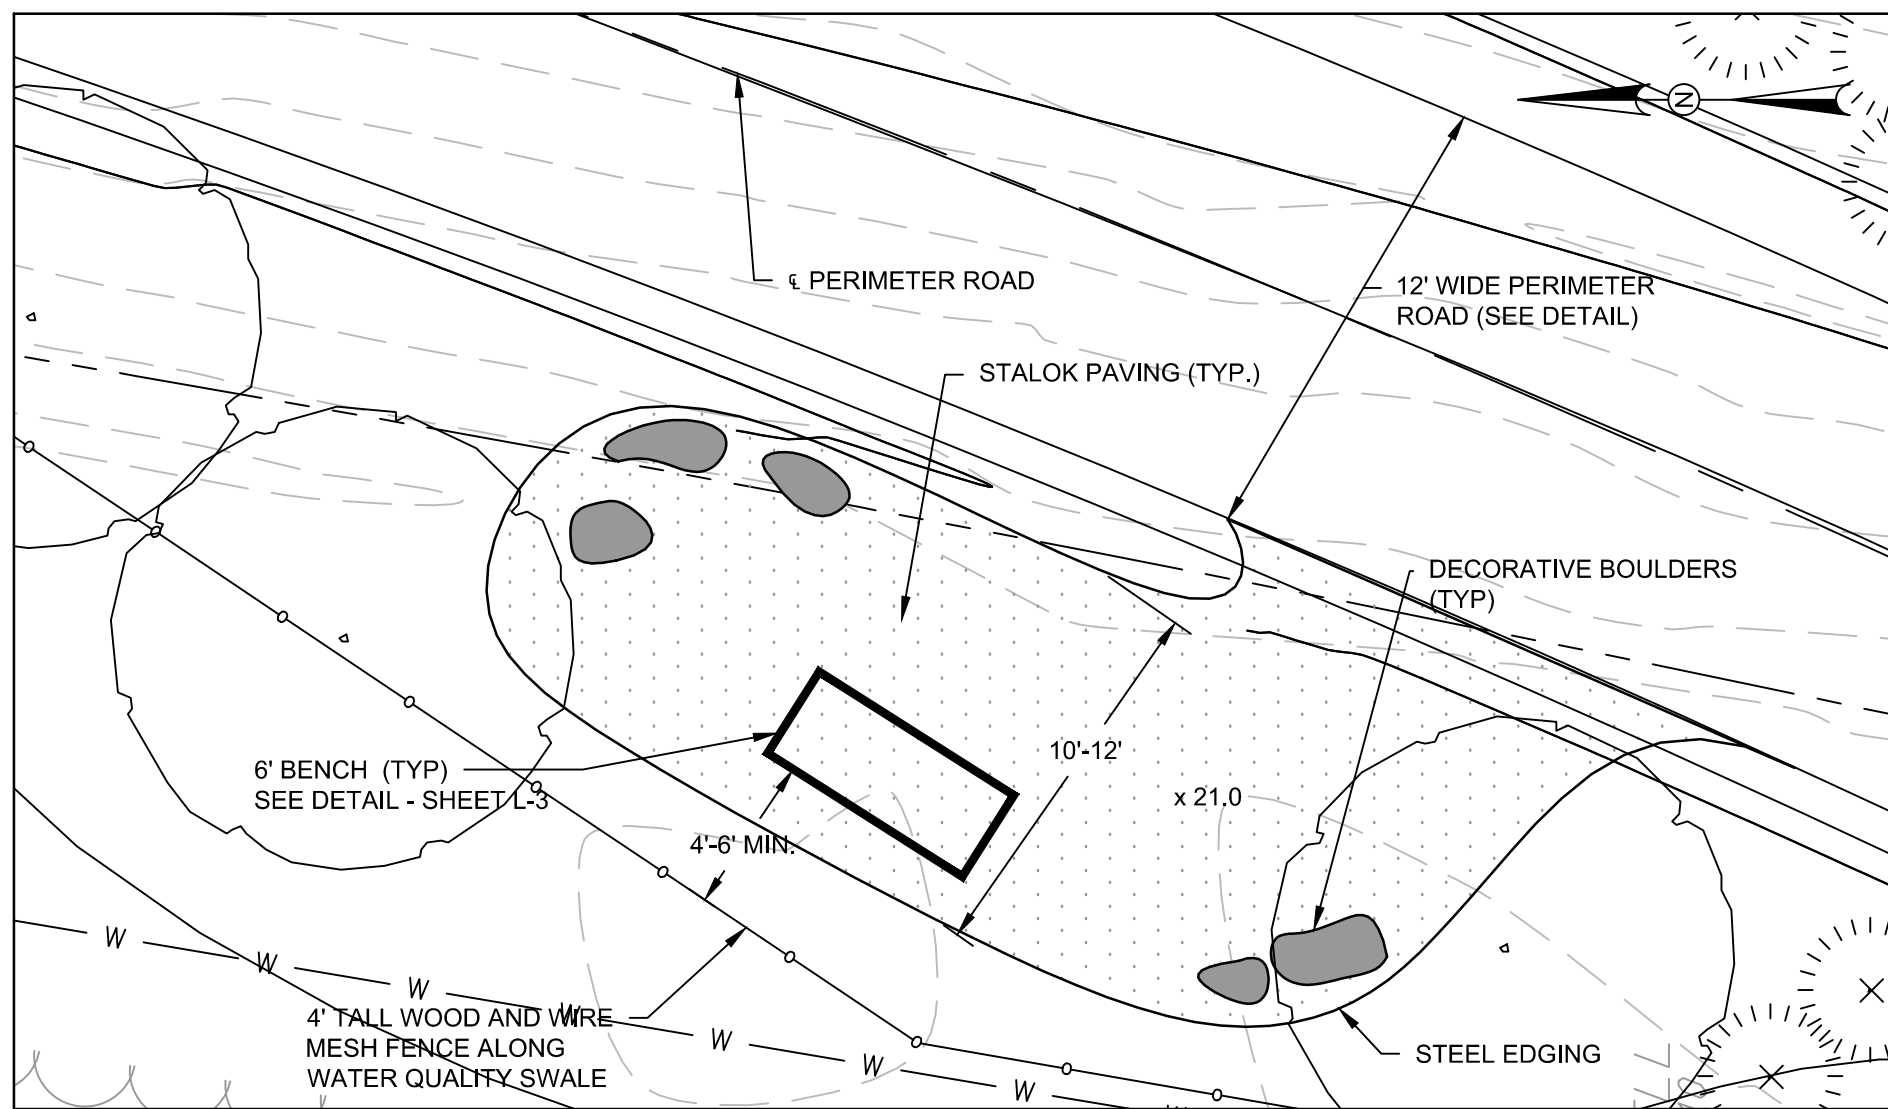 N
℄ PERIMETER ROAD
12' WIDE PERIMETER
ROAD (SEE DETAIL)
STALOK PAVING (TYP.)
DECORATIVE BOULDERS
(TYP)
10'-12'
6' BENCH (TYP)
SEE DETAIL - SHEET L-3
x 21.0
4'-6' MIN.
W W W W W W W W
4' TALL WOOD AND WIRE
MESH FENCE ALONG
WATER QUALITY SWALE
STEEL EDGING